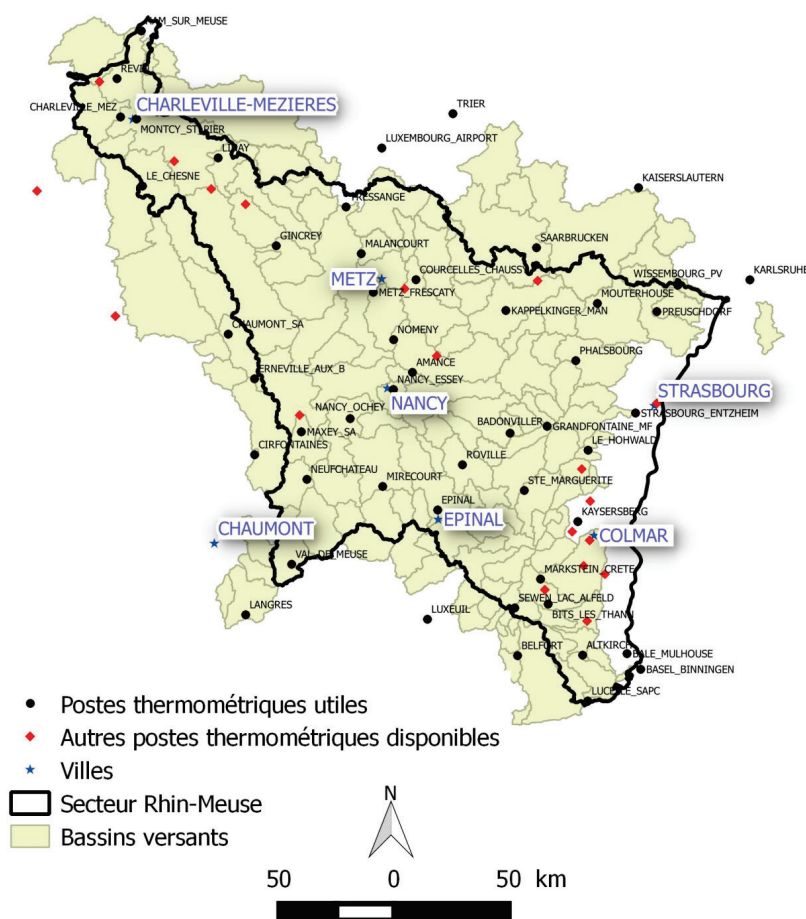 HAM_SUR_MEUSE
REVIN
TRIER
CHARLEVILLE_MEZ
CHARLEVILLE-MEZIERES
MONTCY_ST_PIER
LUXEMBOURG_AIRPORT
LINAY
LE_CHESNE
KAISERSLAUTERN
TRESSANGE
GINCREY
MALANCOURT
SAARBRUCKEN
METZ
COURCELLES_CHAUSS
WISSEMBOURG_PV
KARLSRUHE
METZ_FRESCATY
MOUTERHOUSE
KAPPELKINGER_MAN
PREUSCHDORF
CHAUMONT_SA
NOMENY
AMANCE
PHALSBOURG
ERNEVILLE_AUX_B
NANCY_ESSEY
STRASBOURG
NANCY
NANCY_OCHEY
STRASBOURG_ENTZHEIM
BADONVILLER
GRANDFONTAINE_MF
MAXEY_SA
CIRFONTAINES
LE_HOHWALD
ROVILLE
NEUFCHATEAU
MIRECOURT
STE_MARGUERITE
EPINAL
KAYSERSBERG
CHAUMONT
EPINAL
COLMAR
VAL_DE_MEUSE
MARKSTEIN_CRETE
LANGRES
LUXEUIL
SEWEN_LAC_ALFELD
BITS_LES_THANN
BELFORT
ALTKIRCH
BALE_MULHOUSE
BASEL_BINNINGEN
LUCELLE_SAPC
Postes thermométriques utiles
Autres postes thermométriques disponibles
Villes
Secteur Rhin-Meuse
Bassins versants
N
50 0 50 km